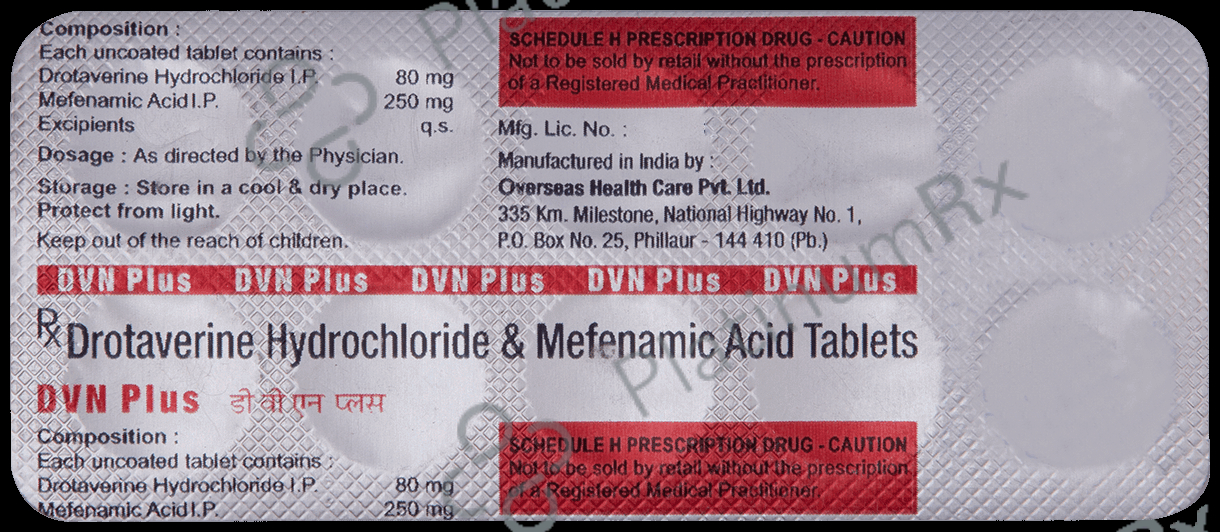 Composition :
Each uncoated tablet contains :
Drotaverine Hydrochloride I.P. 80 mg
Mefenamic Acid I.P. 250 mg
Excipients q.s.
Dosage : As directed by the Physician.
Storage : Store in a cool & dry place.
Protect from light.
Keep out of the reach of children.
SCHEDULE H PRESCRIPTION DRUG - CAUTION
Not to be sold by retail without the prescription
of a Registered Medical Practitioner.
Mfg. Lic. No. :
Manufactured in India by :
Overseas Health Care Pvt. Ltd.
335 Km. Milestone, National Highway No. 1,
P.O. Box No. 25, Phillaur - 144 410 (Pb.)
DVN Plus DVN Plus DVN Plus DVN Plus DVN Plus
Rx Drotaverine Hydrochloride & Mefenamic Acid Tablets
DVN Plus डी वी एन प्लस
Composition :
Each uncoated tablet contains :
Drotaverine Hydrochloride I.P. 80 mg
Mefenamic Acid I.P. 250 mg
SCHEDULE H PRESCRIPTION DRUG - CAUTION
Not to be sold by retail without the prescription
of a Registered Medical Practitioner.
PlatinumRx
PlatinumRx